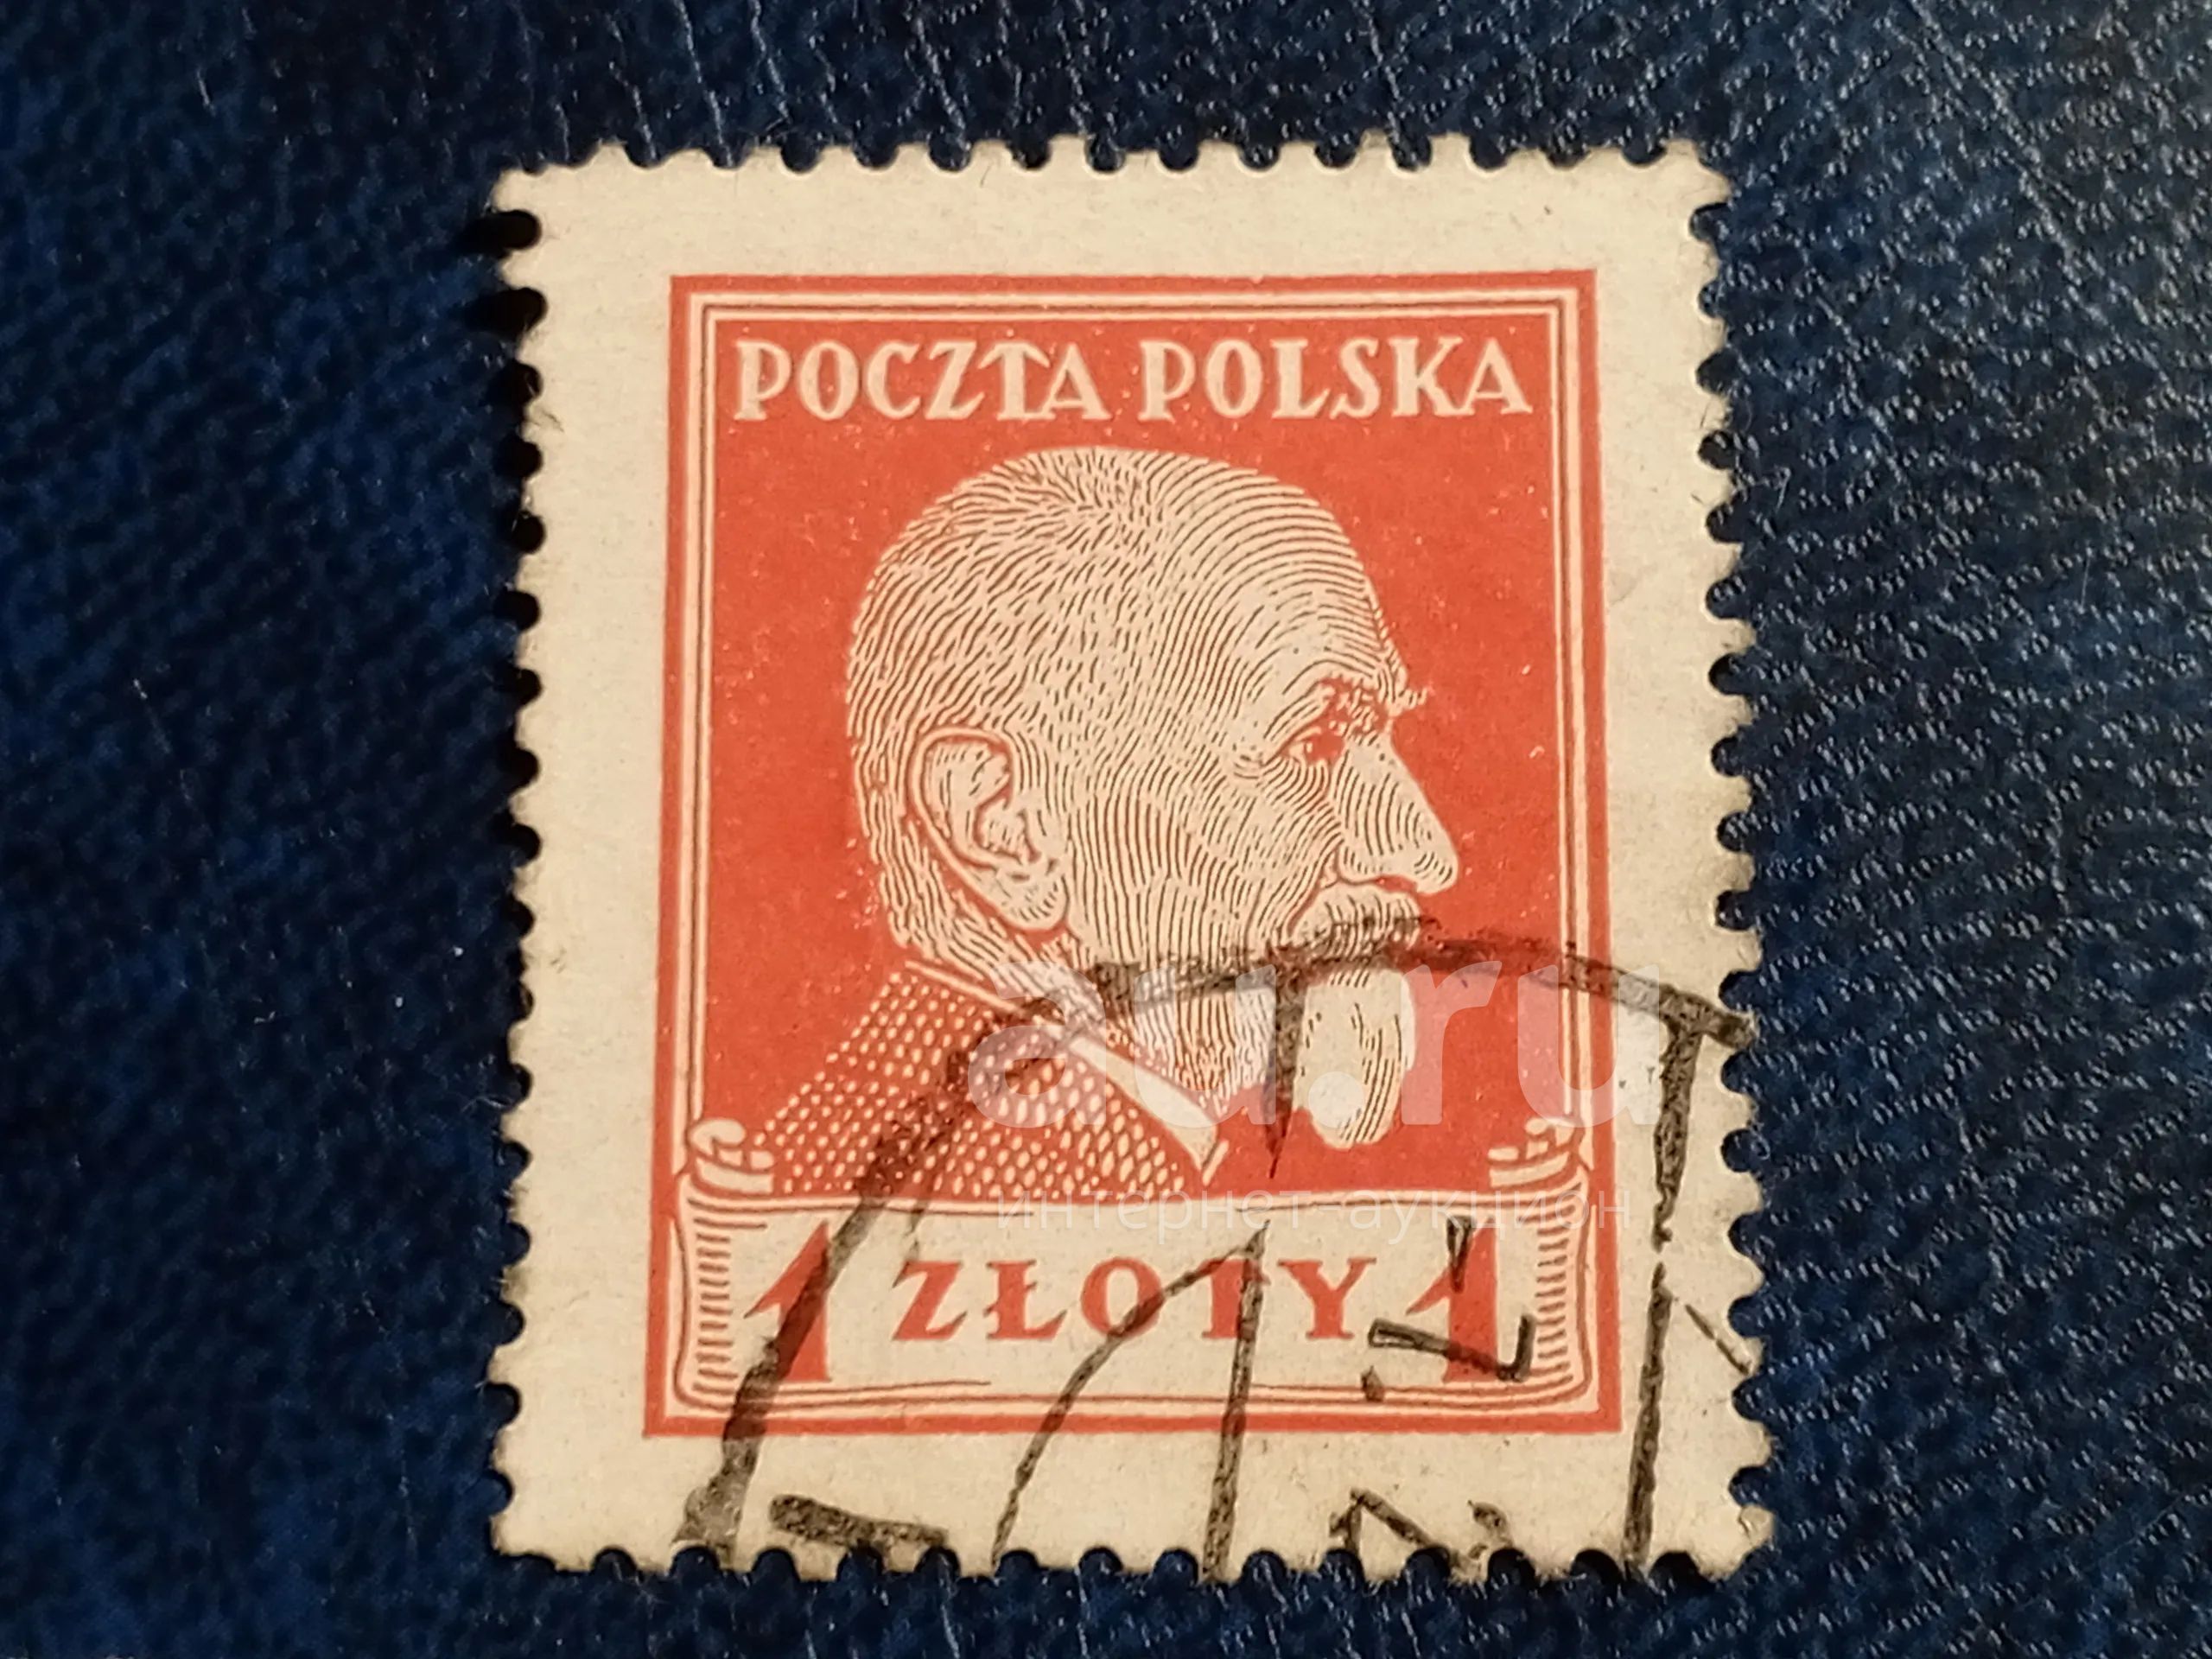 POCZTA POLSKA
au.ru
интернет-аукцион
1 ZŁOTY 1